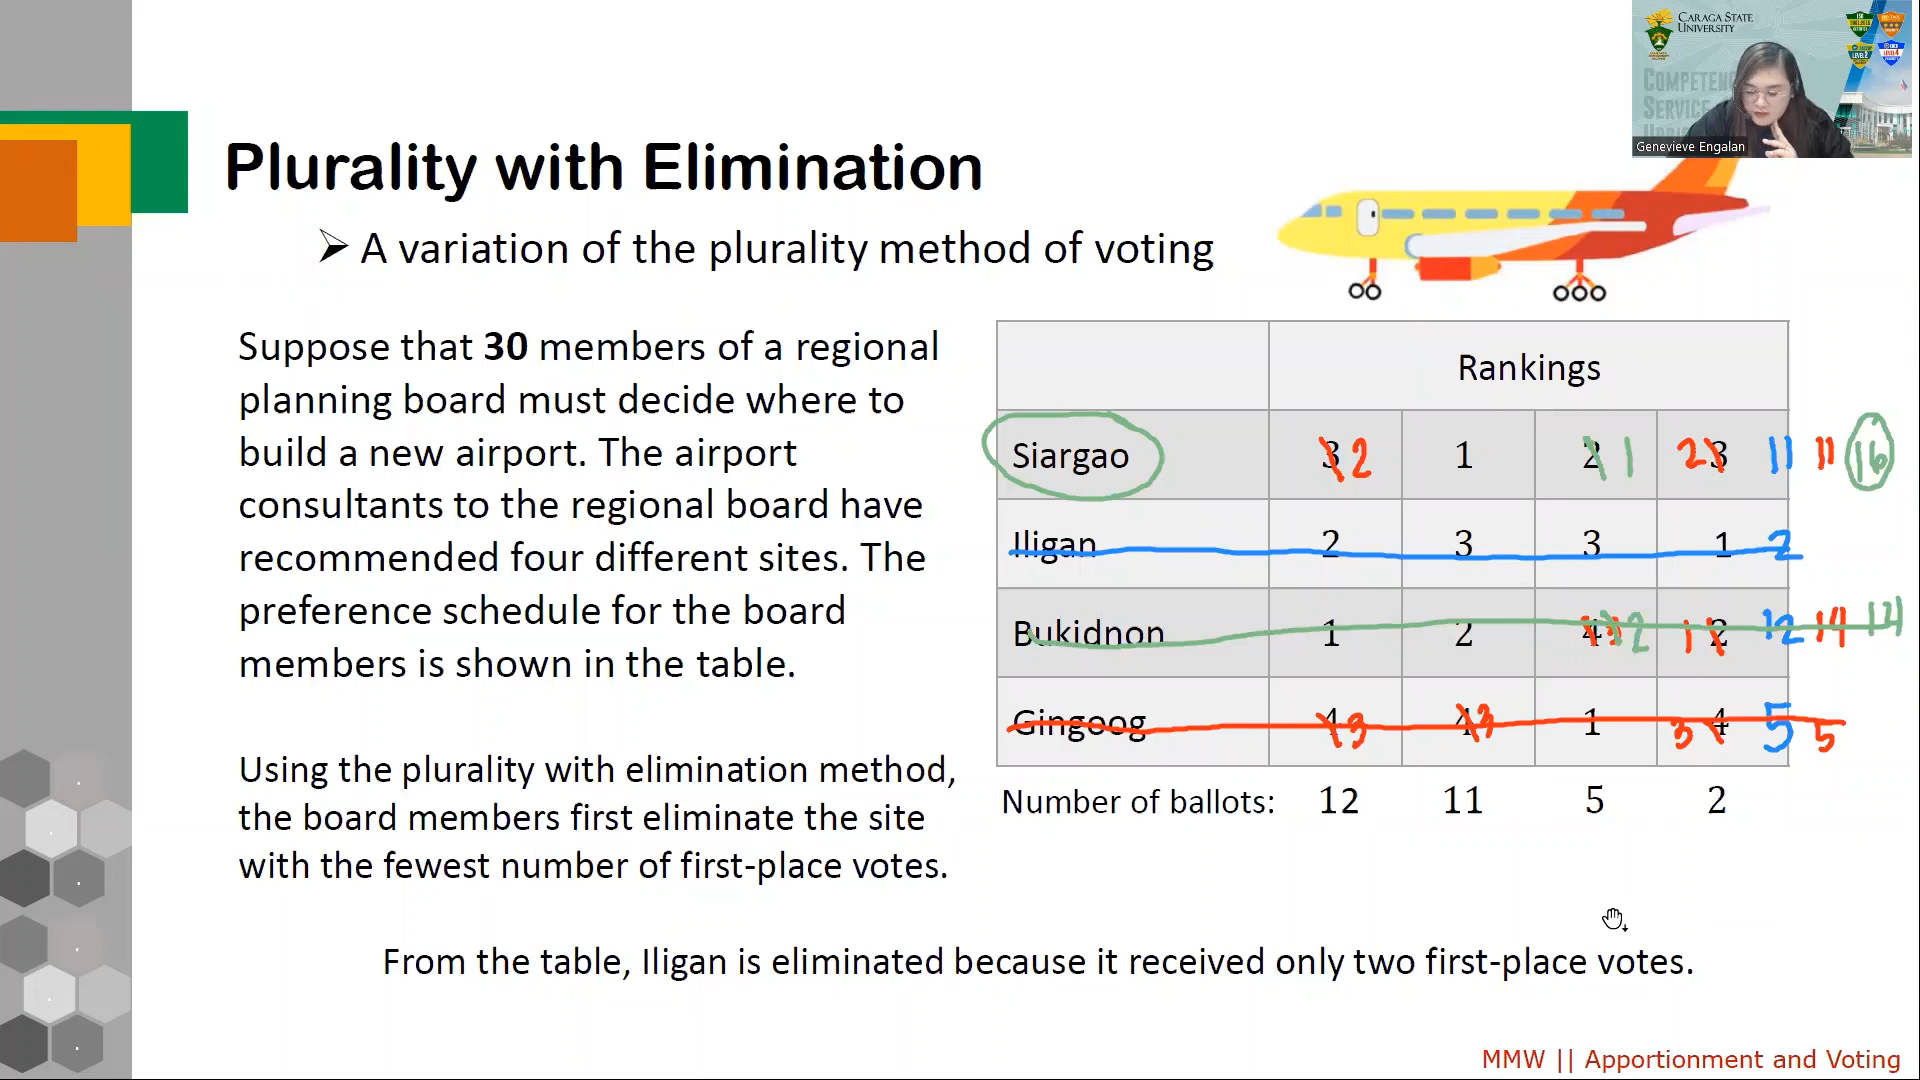 CARAGA STATE
UNIVERSITY
COMPETEN
SERVICE
UPRI
Genevieve Engalan
Plurality with Elimination
➢ A variation of the plurality method of voting
Suppose that 30 members of a regional
planning board must decide where to
build a new airport. The airport
consultants to the regional board have
recommended four different sites. The
preference schedule for the board
members is shown in the table.
Using the plurality with elimination method,
the board members first eliminate the site
with the fewest number of first-place votes.
Rankings
Siargao 3 2 1 2 1 2 3 11 11 16
Iligan 2 3 3 1 2
Bukidnon 1 2 4 2 1 2 12 14 14
Gingoog 4 3 4 3 1 3 4 5 5
Number of ballots: 12 11 5 2
From the table, Iligan is eliminated because it received only two first-place votes.
MMW || Apportionment and Voting